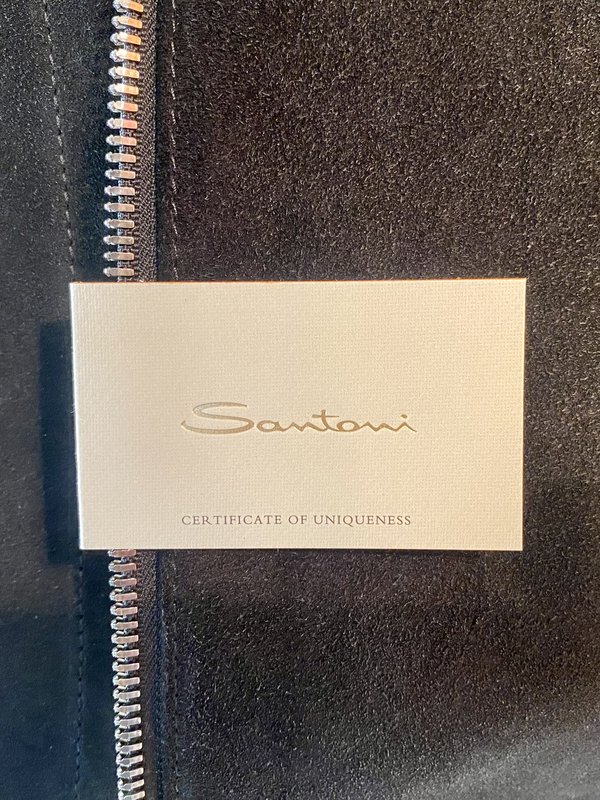 Santoni
CERTIFICATE OF UNIQUENESS